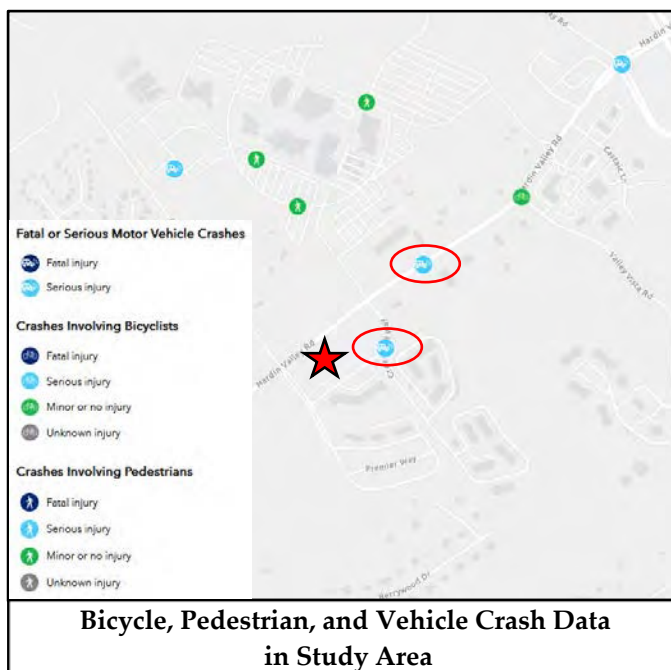 Hardin Valley Rd
Castaic Ln
Valley Vista Rd
Hardin Valley Rd
Premier Way
Berrywood Dr
Fatal or Serious Motor Vehicle Crashes
Fatal injury
Serious injury
Crashes Involving Bicyclists
Fatal injury
Serious injury
Minor or no injury
Unknown injury
Crashes Involving Pedestrians
Fatal injury
Serious injury
Minor or no injury
Unknown injury
Bicycle, Pedestrian, and Vehicle Crash Data
in Study Area